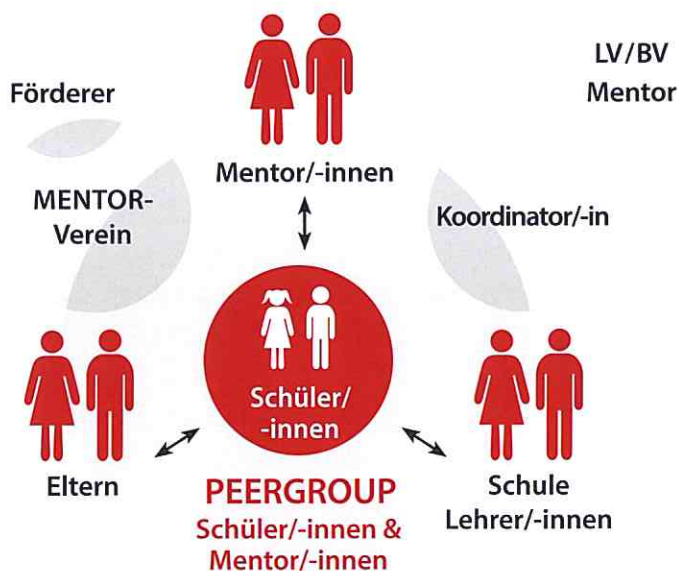 LV/BV
Mentor
Förderer
Mentor/-innen
MENTOR-
Verein
Koordinator/-in
Schüler/
-innen
Eltern
Schule
Lehrer/-innen
PEERGROUP
Schüler/-innen &
Mentor/-innen